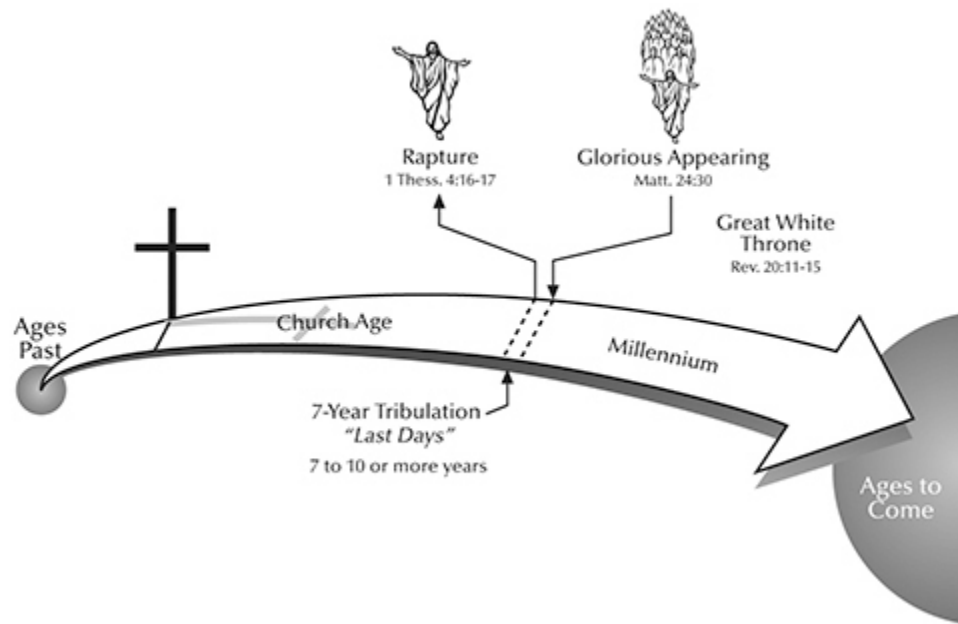 Rapture
1 Thess. 4:16-17
Glorious Appearing
Matt. 24:30
Great White
Throne
Rev. 20:11-15
Ages
Past
Church Age
Millennium
7-Year Tribulation
“Last Days”
7 to 10 or more years
Ages to
Come